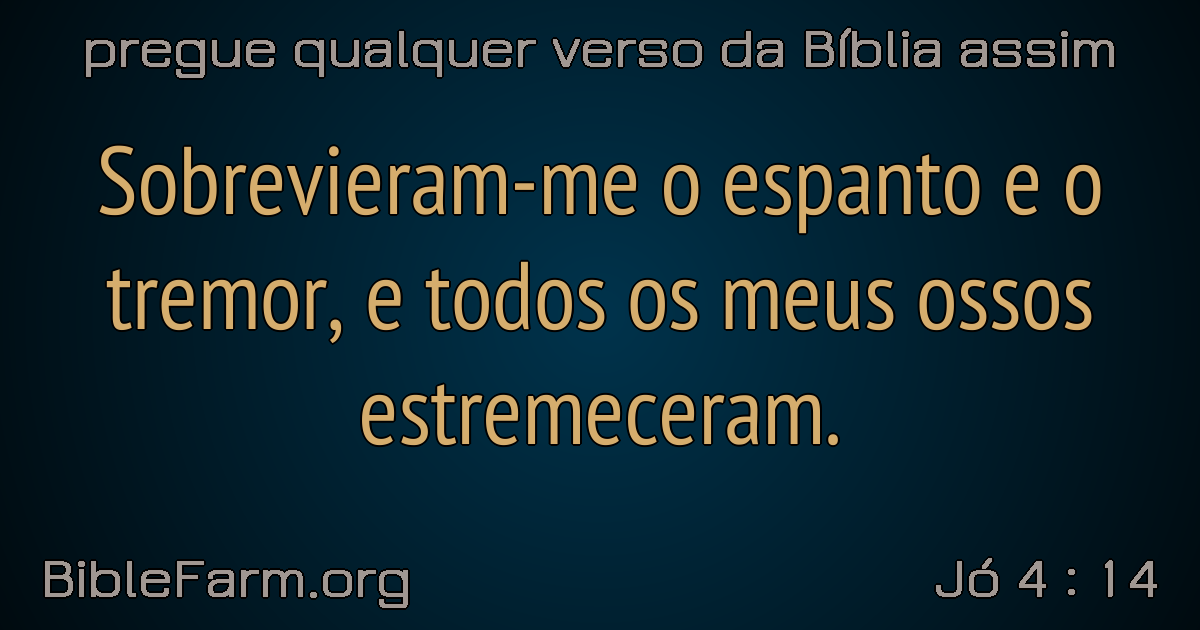 pregue qualquer verso da Bíblia assim
Sobrevieram-me o espanto e o
tremor, e todos os meus ossos
estremeceram.
BibleFarm.org
Jó 4 : 14